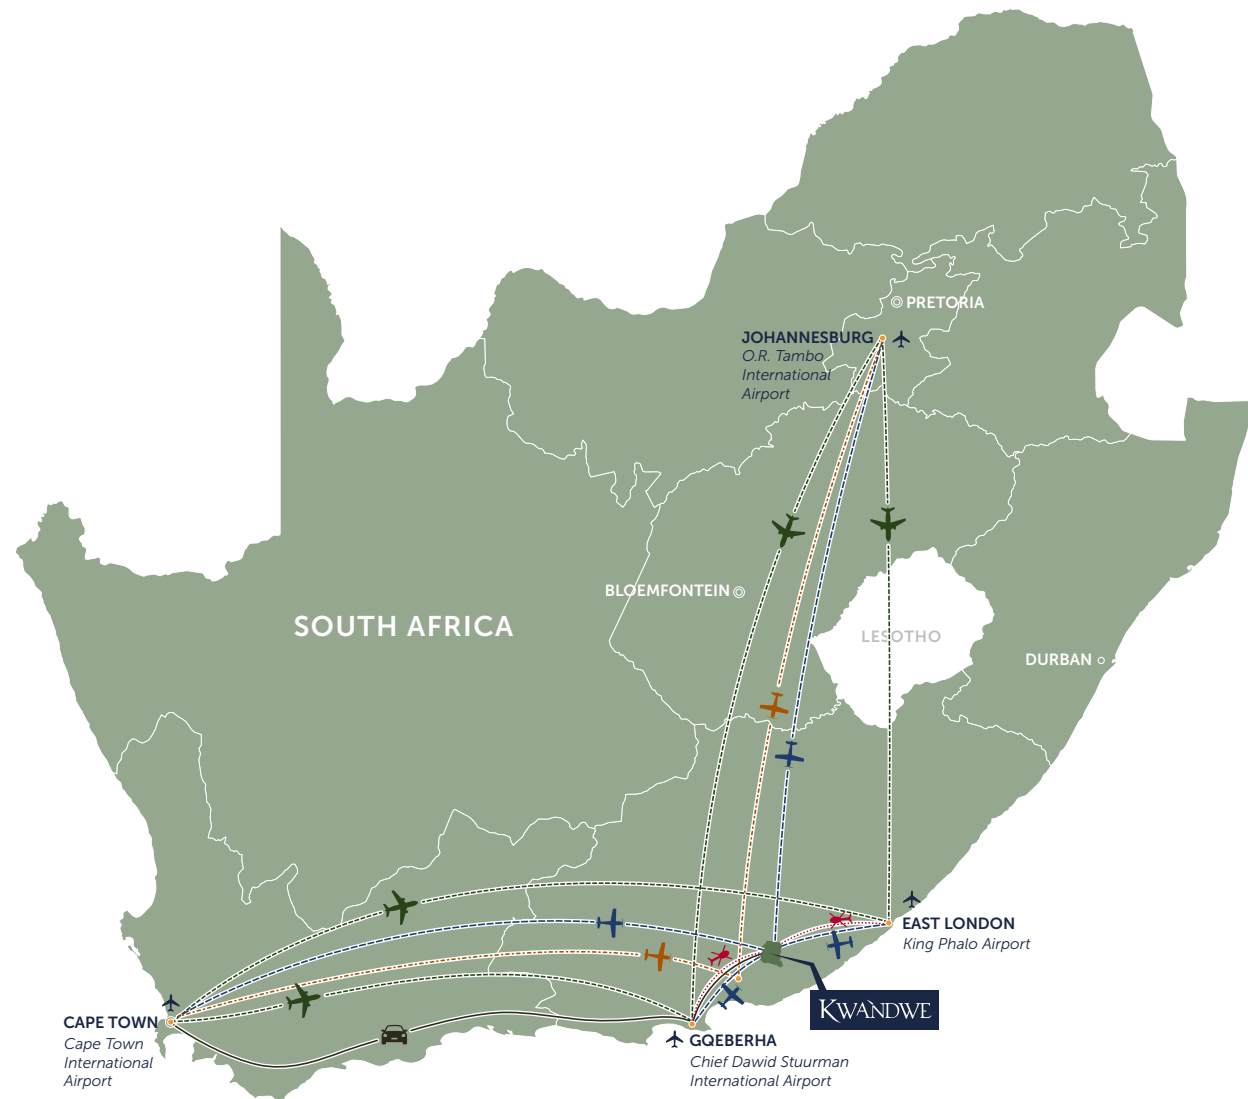 PRETORIA
JOHANNESBURG
O.R. Tambo
International
Airport
BLOEMFONTEIN
SOUTH AFRICA
LESOTHO
DURBAN
EAST LONDON
King Phalo Airport
KWANDWE
CAPE TOWN
Cape Town
International
Airport
GQEBERHA
Chief Dawid Stuurman
International Airport